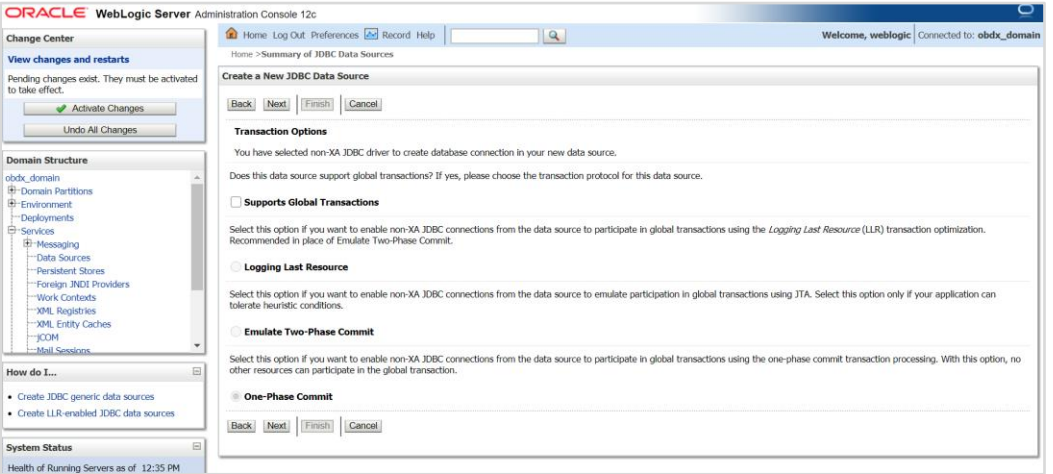 ORACLE WebLogic Server Administration Console 12c
Change Center
View changes and restarts
Pending changes exist. They must be activated
to take effect.
Activate Changes
Undo All Changes
Domain Structure
obdx_domain
Domain Partitions
Environment
Deployments
Services
Messaging
Data Sources
Persistent Stores
Foreign JNDI Providers
Work Contexts
XML Registries
XML Entity Caches
jCOM
Mail Sessions
How do I...
Create JDBC generic data sources
Create LLR-enabled JDBC data sources
System Status
Health of Running Servers as of 12:35 PM
Home Log Out Preferences Record Help
Welcome, weblogic Connected to: obdx_domain
Home >Summary of JDBC Data Sources
Create a New JDBC Data Source
Back Next Finish Cancel
Transaction Options
You have selected non-XA JDBC driver to create database connection in your new data source.
Does this data source support global transactions? If yes, please choose the transaction protocol for this data source.
Supports Global Transactions
Select this option if you want to enable non-XA JDBC connections from the data source to participate in global transactions using the Logging Last Resource (LLR) transaction optimization.
Recommended in place of Emulate Two-Phase Commit.
Logging Last Resource
Select this option if you want to enable non-XA JDBC connections from the data source to emulate participation in global transactions using JTA. Select this option only if your application can
tolerate heuristic conditions.
Emulate Two-Phase Commit
Select this option if you want to enable non-XA JDBC connections from the data source to participate in global transactions using the one-phase commit transaction processing. With this option, no
other resources can participate in the global transaction.
One-Phase Commit
Back Next Finish Cancel